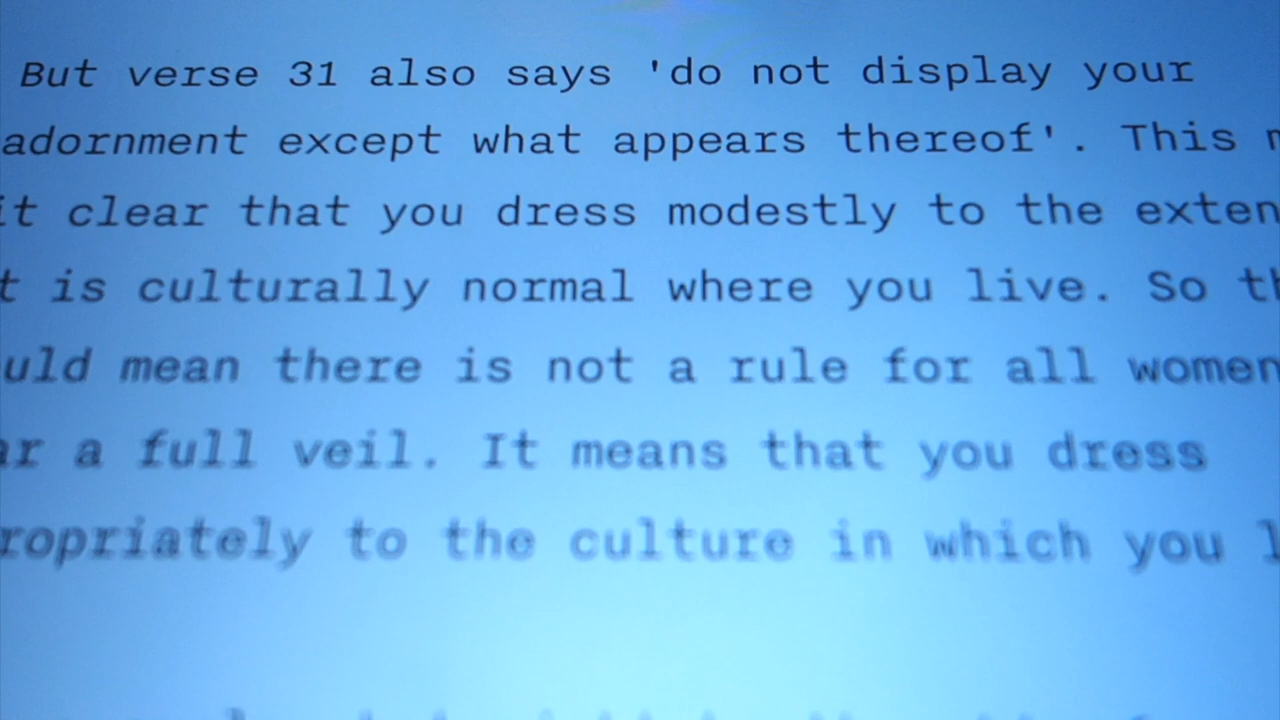 But verse 31 also says 'do not display your
adornment except what appears thereof'. This
it clear that you dress modestly to the exten
t is culturally normal where you live. So th
uld mean there is not a rule for all women
ar a full veil. It means that you dress
ropriately to the culture in which you l